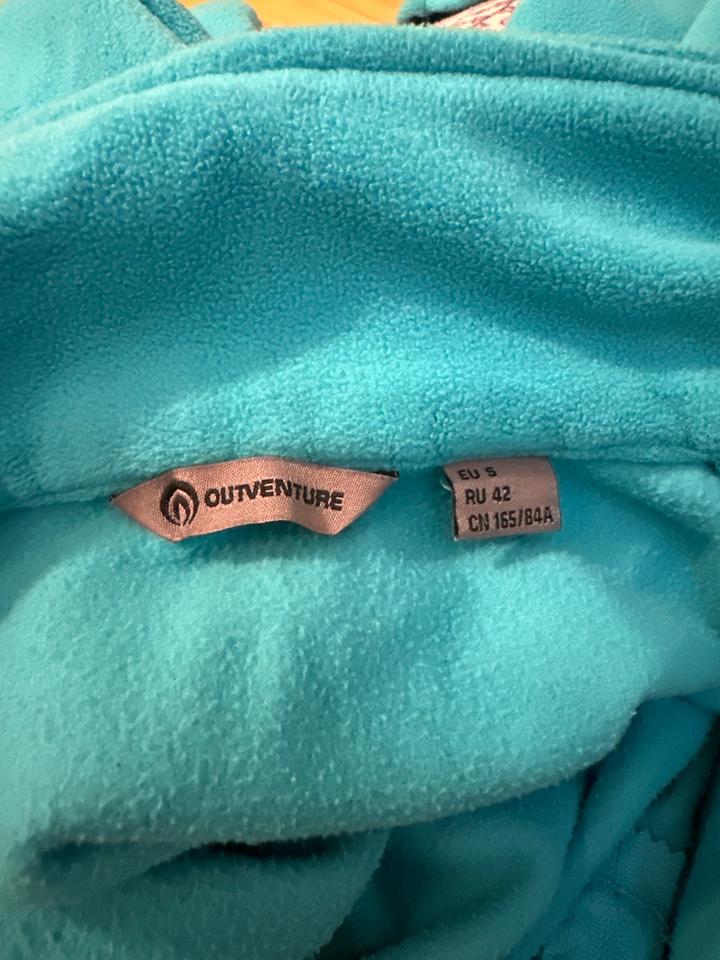 OUTVENTURE
EU S
RU 42
CN 165/84A